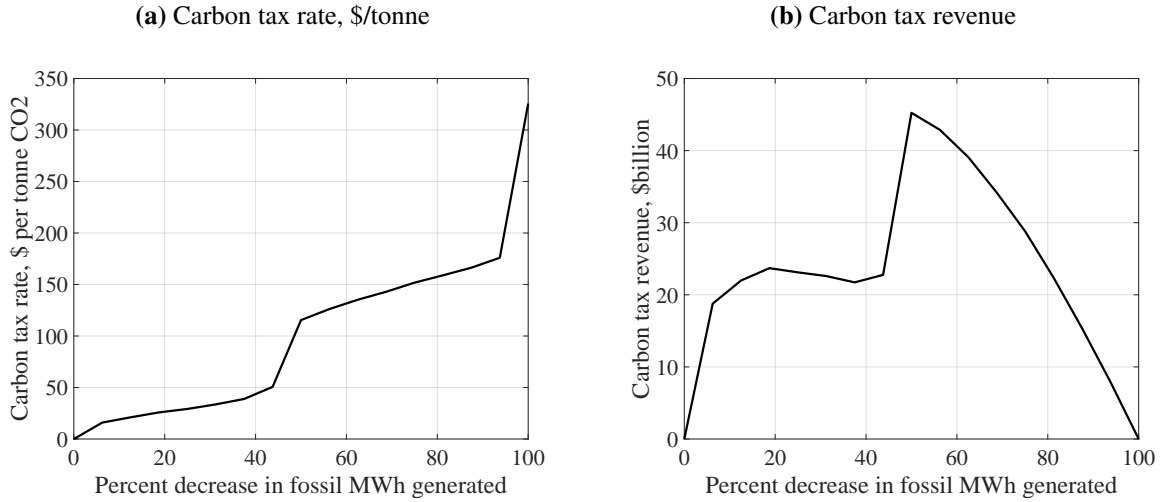 (a) Carbon tax rate, $/tonne
350
300
250
200
150
100
50
0
Carbon tax rate, $ per tonne CO2
0 20 40 60 80 100
Percent decrease in fossil MWh generated
(b) Carbon tax revenue
50
40
30
20
10
0
Carbon tax revenue, $billion
0 20 40 60 80 100
Percent decrease in fossil MWh generated